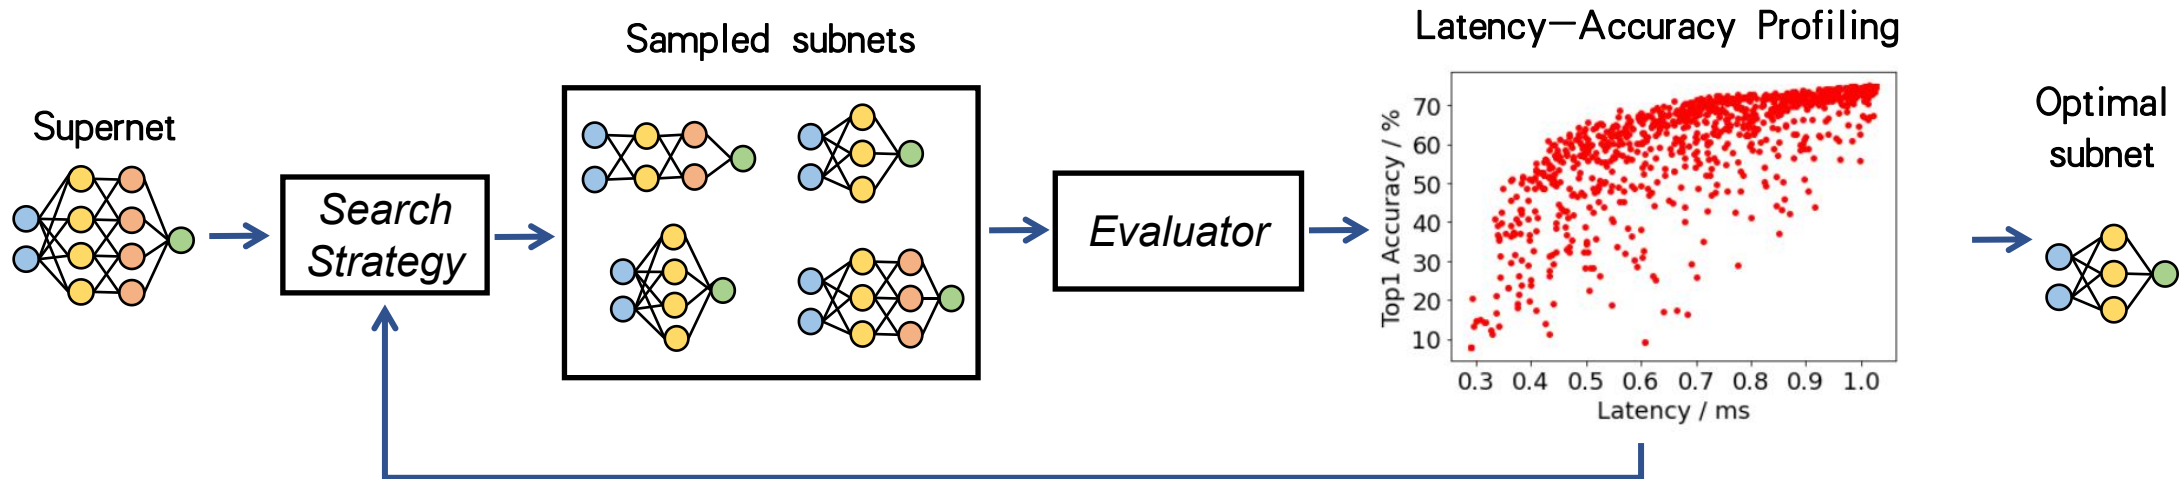 Supernet
Search
Strategy
Sampled subnets
Evaluator
Latency—Accuracy Profiling
Top1 Accuracy / %
70
60
50
40
30
20
10
0.3 0.4 0.5 0.6 0.7 0.8 0.9 1.0
Latency / ms
Optimal
subnet